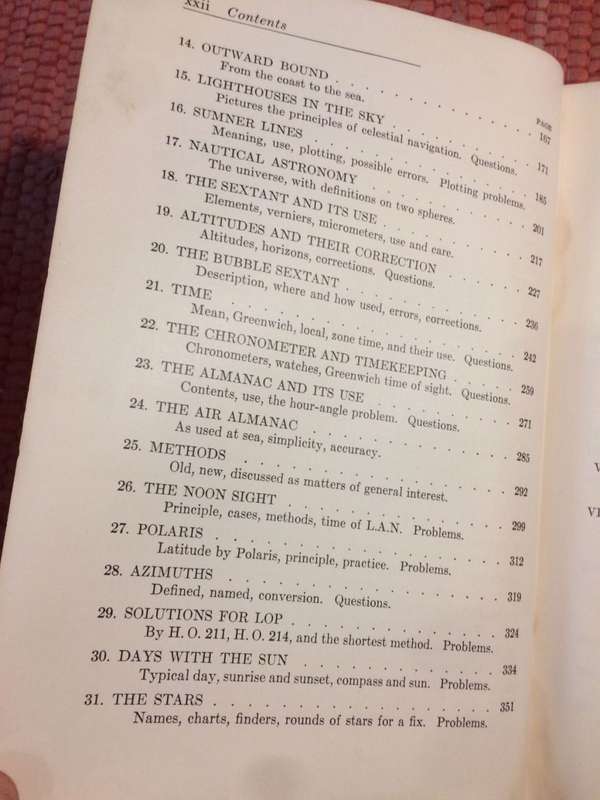 xxii Contents
PAGE
14. OUTWARD BOUND . . . . . . . . . . . . . 167
From the coast to the sea.
15. LIGHTHOUSES IN THE SKY . . . . . . . . . . 171
Pictures the principles of celestial navigation. Questions.
16. SUMNER LINES . . . . . . . . . . . . . 185
Meaning, use, plotting, possible errors. Plotting problems.
17. NAUTICAL ASTRONOMY . . . . . . . . . . . 201
The universe, with definitions on two spheres.
18. THE SEXTANT AND ITS USE . . . . . . . . . 217
Elements, verniers, micrometers, use and care.
19. ALTITUDES AND THEIR CORRECTION . . . . . . 227
Altitudes, horizons, corrections. Questions.
20. THE BUBBLE SEXTANT . . . . . . . . . . . 236
Description, where and how used, errors, corrections.
21. TIME . . . . . . . . . . . . . . . . 242
Mean, Greenwich, local, zone time, and their use. Questions.
22. THE CHRONOMETER AND TIMEKEEPING . . . . . 259
Chronometers, watches, Greenwich time of sight. Questions.
23. THE ALMANAC AND ITS USE . . . . . . . . . 271
Contents, use, the hour-angle problem. Questions.
24. THE AIR ALMANAC . . . . . . . . . . . . 285
As used at sea, simplicity, accuracy.
25. METHODS . . . . . . . . . . . . . . . 292
Old, new, discussed as matters of general interest.
26. THE NOON SIGHT . . . . . . . . . . . . 299
Principle, cases, methods, time of L.A.N. Problems.
27. POLARIS . . . . . . . . . . . . . . . 312
Latitude by Polaris, principle, practice. Problems.
28. AZIMUTHS . . . . . . . . . . . . . . . 319
Defined, named, conversion. Questions.
29. SOLUTIONS FOR LOP . . . . . . . . . . . 324
By H. O. 211, H. O. 214, and the shortest method. Problems.
30. DAYS WITH THE SUN . . . . . . . . . . . 334
Typical day, sunrise and sunset, compass and sun. Problems.
31. THE STARS . . . . . . . . . . . . . . . 351
Names, charts, finders, rounds of stars for a fix. Problems.